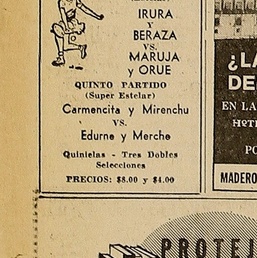 IRURA
Y
BERAZA
VS.
MARUJA
y ORUE
QUINTO PARTIDO
(Super Estelar)
Carmencita y Mirenchu
VS.
Edurne y Merche
Quinielas - Tres Dobles
Selecciones
PRECIOS: $8.00 y $4.00
¿LA
DE
EN LA
HOTE
PO
MADERO
PROTEJ